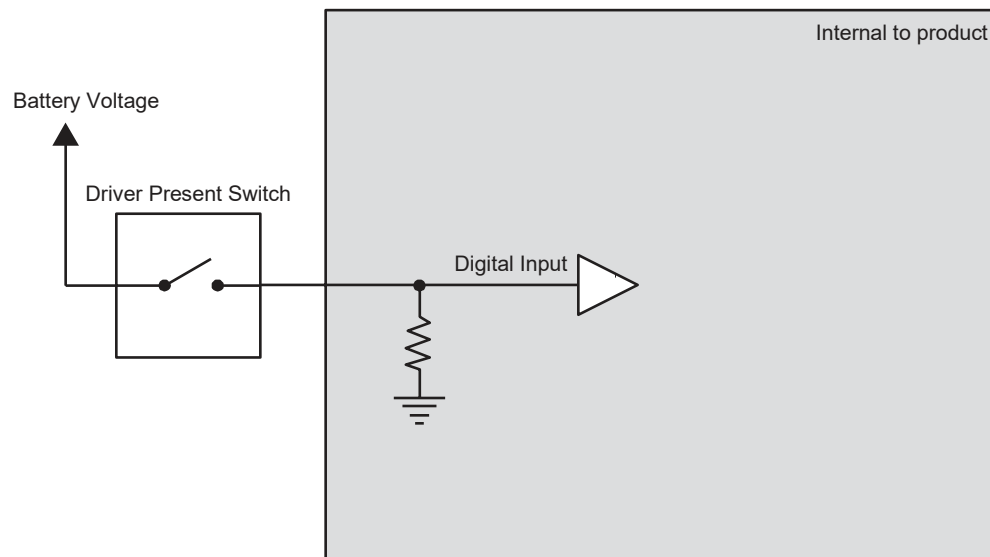 Internal to product
Battery Voltage
Driver Present Switch
Digital Input